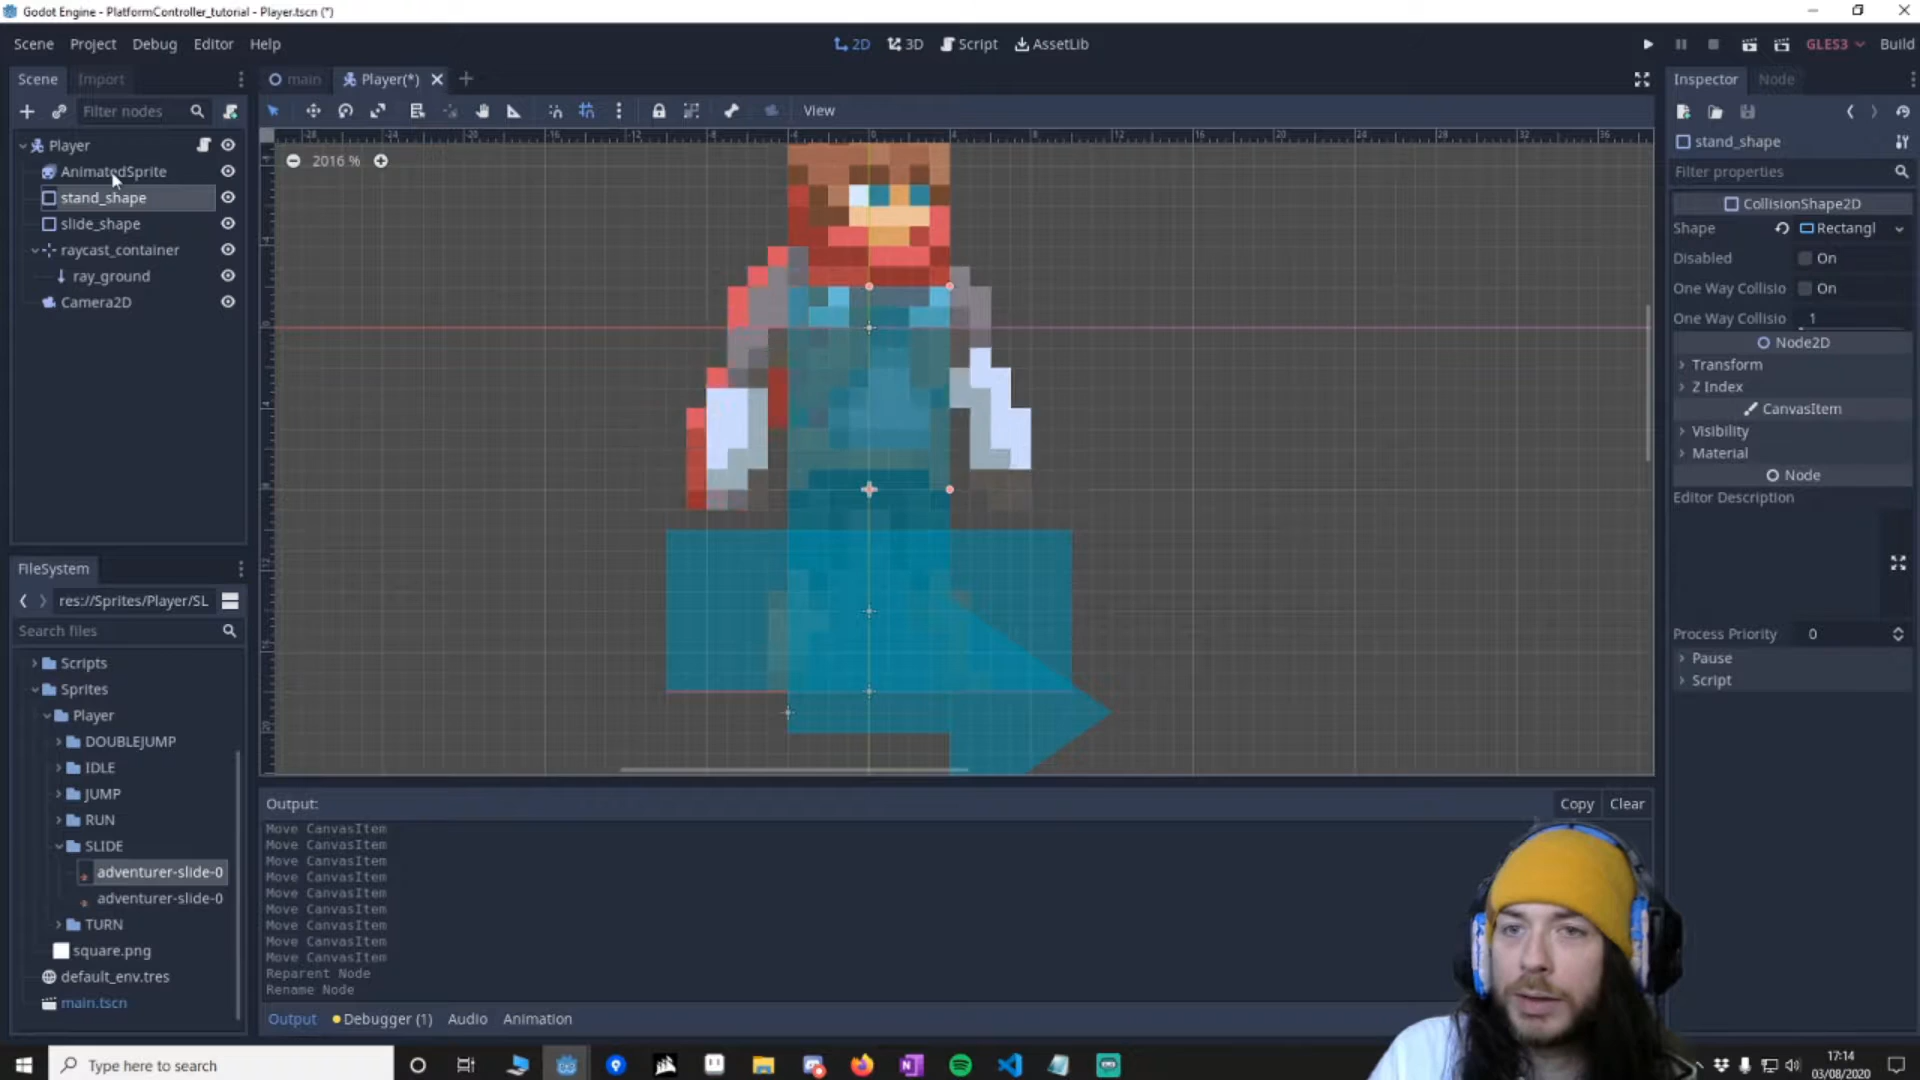 Godot Engine - PlatformController_tutorial - Player.tscn (*)
Scene Project Debug Editor Help
2D 3D Script AssetLib
GLES3 Build
Scene Import
main Player(*)
Inspector Node
Filter nodes
View
Player
AnimatedSprite
stand_shape
slide_shape
raycast_container
ray_ground
Camera2D
2016 %
stand_shape
Filter properties
CollisionShape2D
Shape Rectangl
Disabled On
One Way Collisio On
One Way Collisio 1
Node2D
Transform
Z Index
CanvasItem
Visibility
Material
Node
Editor Description
Process Priority 0
Pause
Script
FileSystem
res://Sprites/Player/SL
Search files
Scripts
Sprites
Player
DOUBLEJUMP
IDLE
JUMP
RUN
SLIDE
adventurer-slide-0
adventurer-slide-0
TURN
square.png
default_env.tres
main.tscn
Output:
Copy Clear
Move CanvasItem
Move CanvasItem
Move CanvasItem
Move CanvasItem
Move CanvasItem
Move CanvasItem
Move CanvasItem
Move CanvasItem
Move CanvasItem
Reparent Node
Rename Node
Output Debugger (1) Audio Animation
Type here to search
17:14
03/08/2020